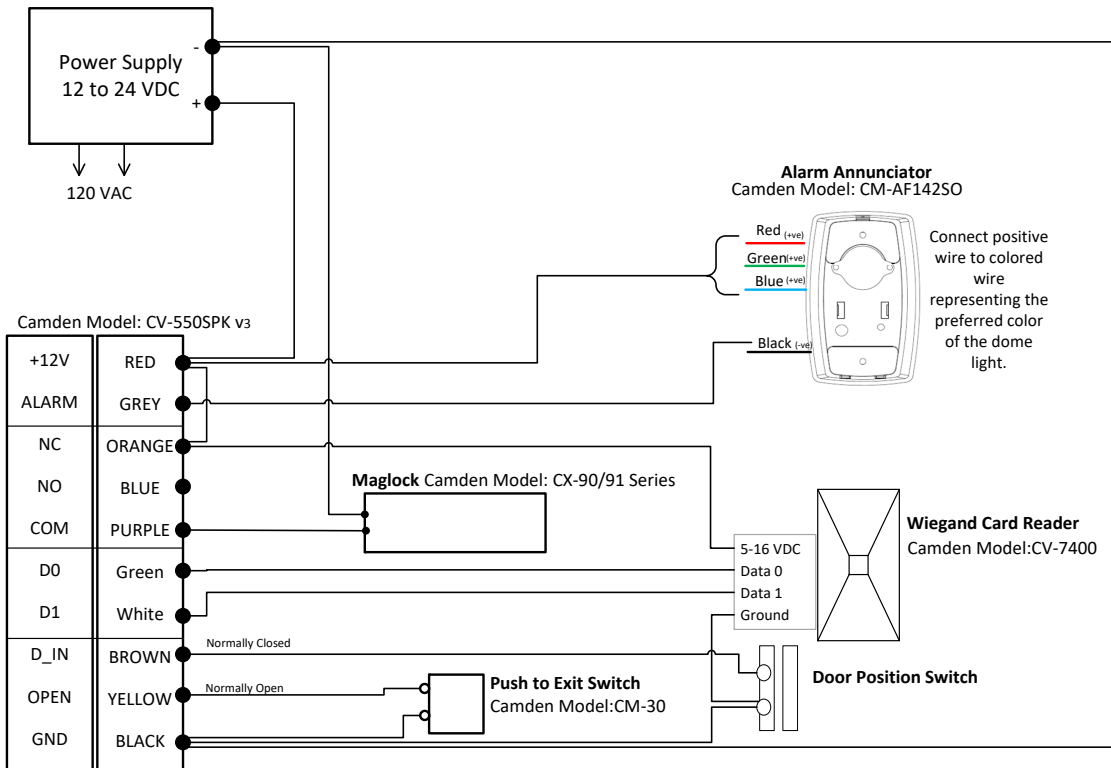 Power Supply
12 to 24 VDC
-
+
120 VAC
Alarm Annunciator
Camden Model: CM-AF142SO
Red (+ve)
Green(+ve)
Blue (+ve)
Black (-ve)
Connect positive
wire to colored
wire
representing the
preferred color
of the dome
light.
Camden Model: CV-550SPK v3
+12V RED
ALARM GREY
NC ORANGE
NO BLUE
COM PURPLE
D0 Green
D1 White
D_IN BROWN
OPEN YELLOW
GND BLACK
Maglock Camden Model: CX-90/91 Series
5-16 VDC
Data 0
Data 1
Ground
Wiegand Card Reader
Camden Model:CV-7400
Normally Closed
Normally Open
Push to Exit Switch
Camden Model:CM-30
Door Position Switch